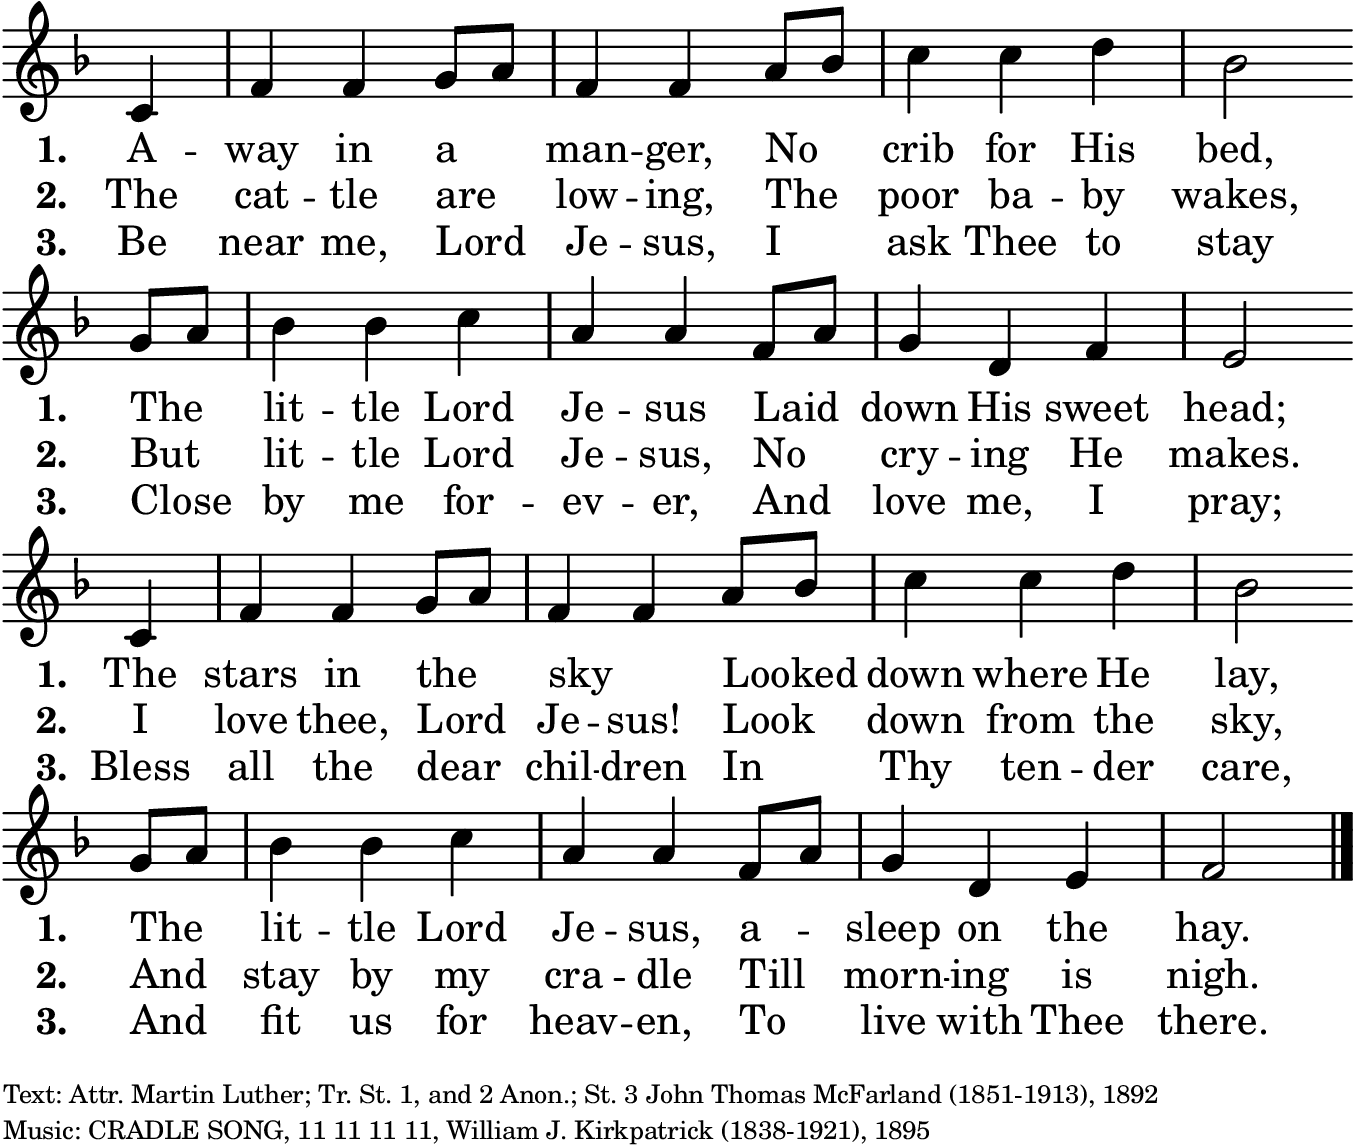 1. A -- way in a man -- ger, No crib for His bed,
2. The cat -- tle are low -- ing, The poor ba -- by wakes,
3. Be near me, Lord Je -- sus, I ask Thee to stay
1. The lit -- tle Lord Je -- sus Laid down His sweet head;
2. But lit -- tle Lord Je -- sus, No cry -- ing He makes.
3. Close by me for -- ev -- er, And love me, I pray;
1. The stars in the sky Looked down where He lay,
2. I love thee, Lord Je -- sus! Look down from the sky,
3. Bless all the dear chil -- dren In Thy ten -- der care,
1. The lit -- tle Lord Je -- sus, a -- sleep on the hay.
2. And stay by my cra -- dle Till morn -- ing is nigh.
3. And fit us for heav -- en, To live with Thee there.
Text: Attr. Martin Luther; Tr. St. 1, and 2 Anon.; St. 3 John Thomas McFarland (1851-1913), 1892
Music: CRADLE SONG, 11 11 11 11, William J. Kirkpatrick (1838-1921), 1895